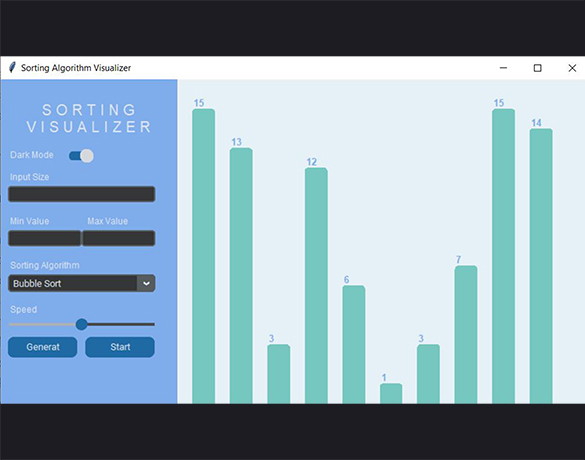 Sorting Algorithm Visualizer
SORTING
VISUALIZER
Dark Mode
Input Size
Min Value Max Value
Sorting Algorithm
Bubble Sort
Speed
Generat Start
15 13 3 12 6 1 3 7 15 14